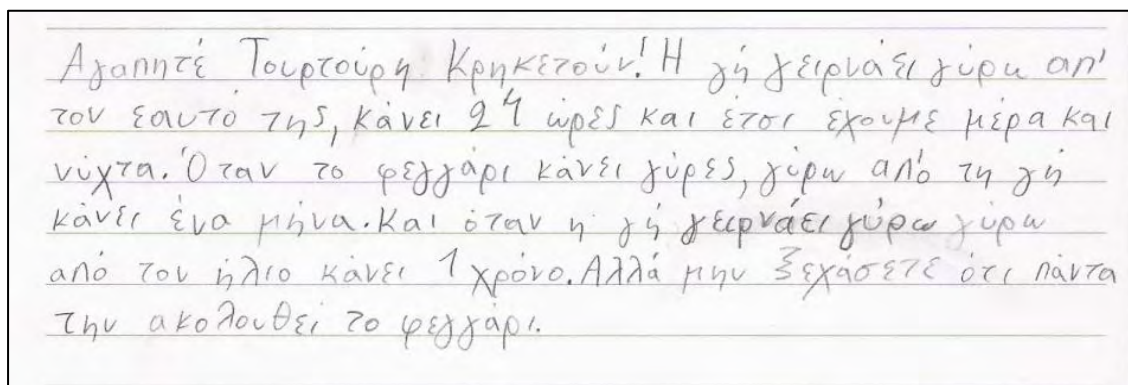 Αγαπητέ Τουρτούρη Κρηκετούν! Η γή γειρνάει γύρω απ'
τον εαυτό της, κάνει 24 ώρες και έτσι έχουμε μέρα και
νύχτα. Όταν το φεγγάρι κάνει γύρες, γύρω από τη γή
κάνει ένα μήνα. Και όταν η γή γειρνάει γύρω γύρω
από τον ήλιο κάνει 1 χρόνο. Αλλά μην ξεχάσετε ότι πάντα
την ακολουθεί το φεγγάρι.